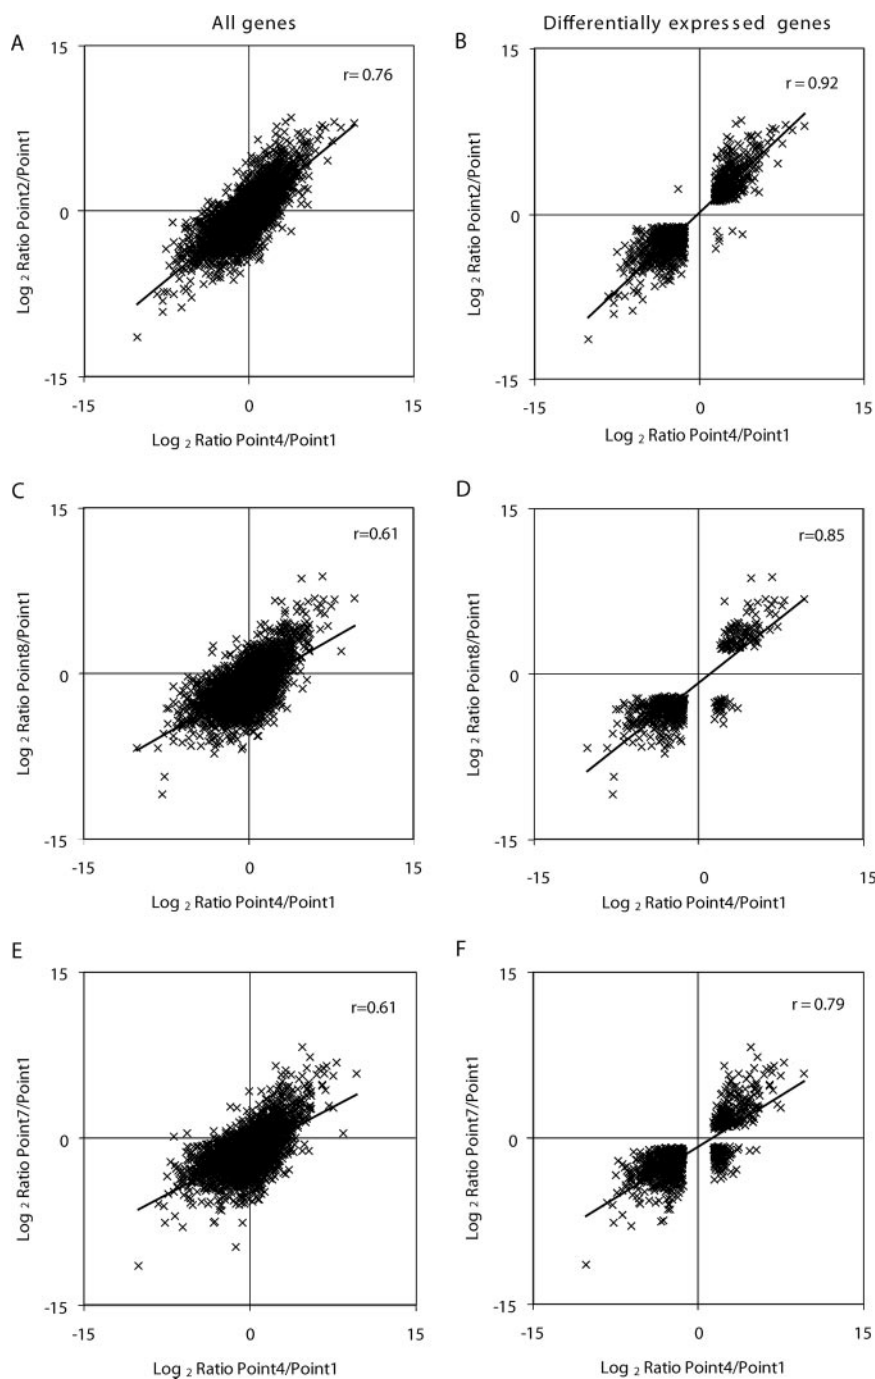 All genes
Differentially expressed genes
A
15
r= 0.76
Log 2 Ratio Point2/Point1
0
-15
-15 0 15
Log 2 Ratio Point4/Point1
B
15
r = 0.92
Log 2 Ratio Point2/Point1
0
-15
-15 0 15
Log 2 Ratio Point4/Point1
C
15
r=0.61
Log 2 Ratio Point8/Point1
0
-15
-15 0 15
Log 2 Ratio Point4/Point1
D
15
r=0.85
Log 2 Ratio Point8/Point1
0
-15
-15 0 15
Log 2 Ratio Point4/Point1
E
15
r=0.61
Log 2 Ratio Point7/Point1
0
-15
-15 0 15
Log 2 Ratio Point4/Point1
F
15
r = 0.79
Log 2 Ratio Point7/Point1
0
-15
-15 0 15
Log 2 Ratio Point4/Point1